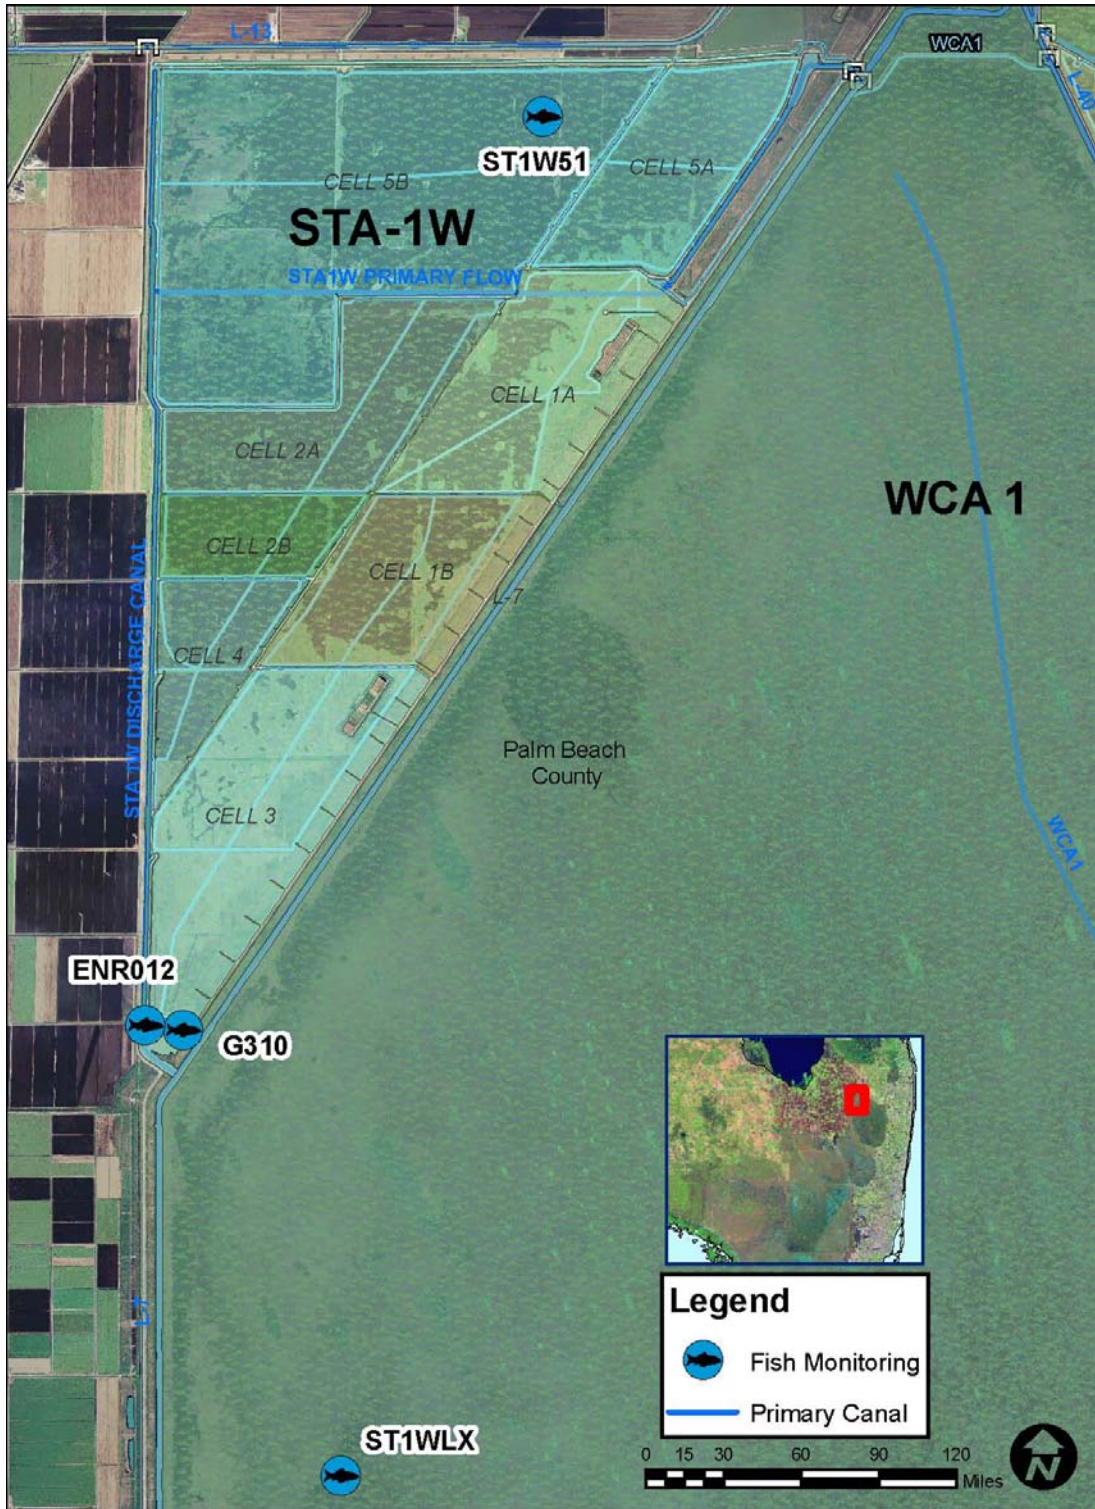 L-13
WCA1
L-40
ST1W51
CELL 5B
CELL 5A
STA-1W
STA1W PRIMARY FLOW
CELL 1A
CELL 2A
WCA 1
CELL 2B
CELL 1B
L-7
STA 1W DISCHARGE CANAL
CELL 4
Palm Beach
County
CELL 3
WCA1
ENR012
G310
L-7
Legend
Fish Monitoring
Primary Canal
ST1WLX
0 15 30 60 90 120
Miles
N